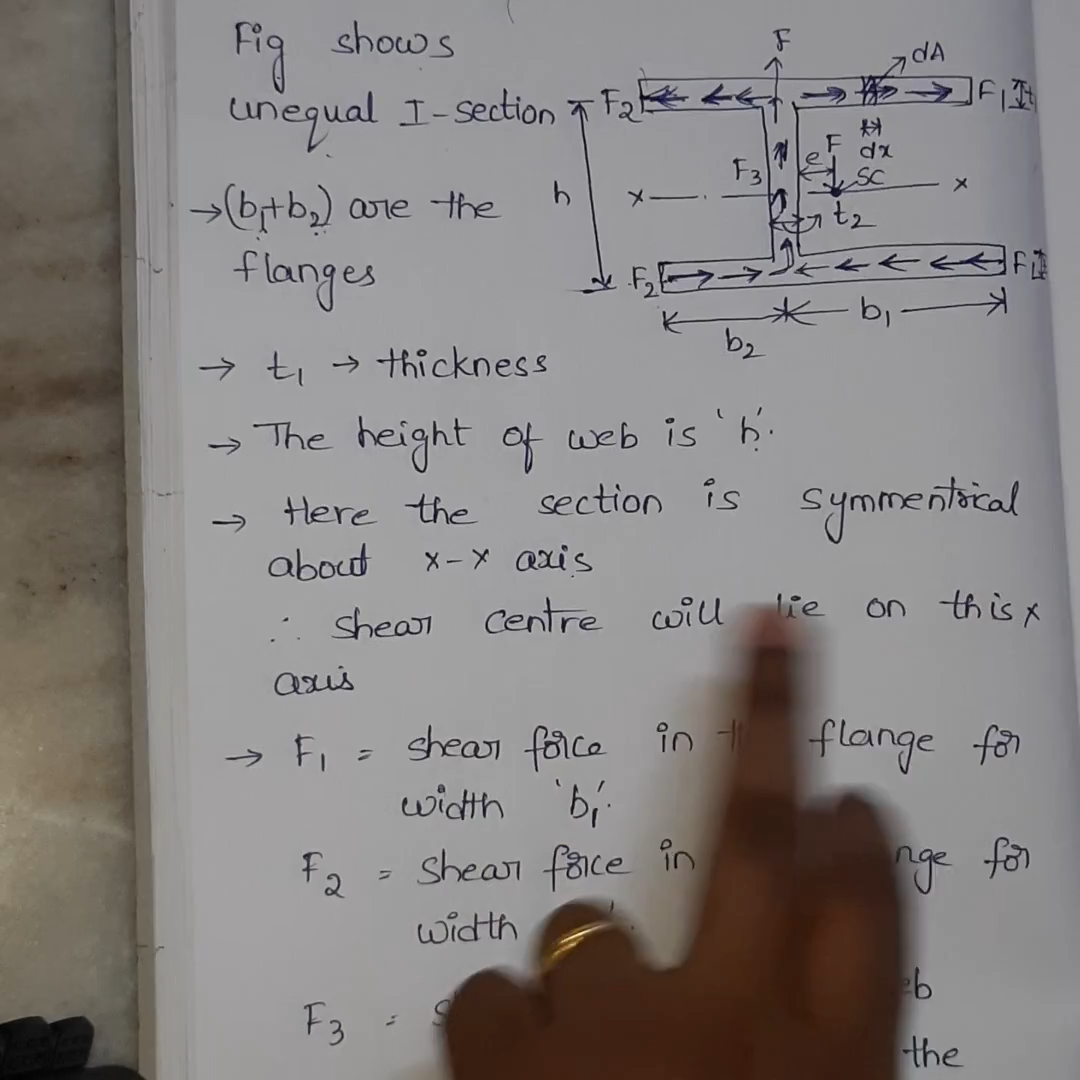 Fig shows
unequal I-section
→ (b1+b2) are the
flanges
F
dA
F2
F1
t1
dx
F
e
SC
F3
h
x
x
t2
F2
F1
b1
b2
→ t1 → thickness
→ The height of web is 'h'.
→ Here the section is symmentrical
about x-x axis
∴ shear centre will lie on this x
axis
→ F1 = shear force in flange for
width 'b1'.
F2 = shear force in for
width
F3 =
the